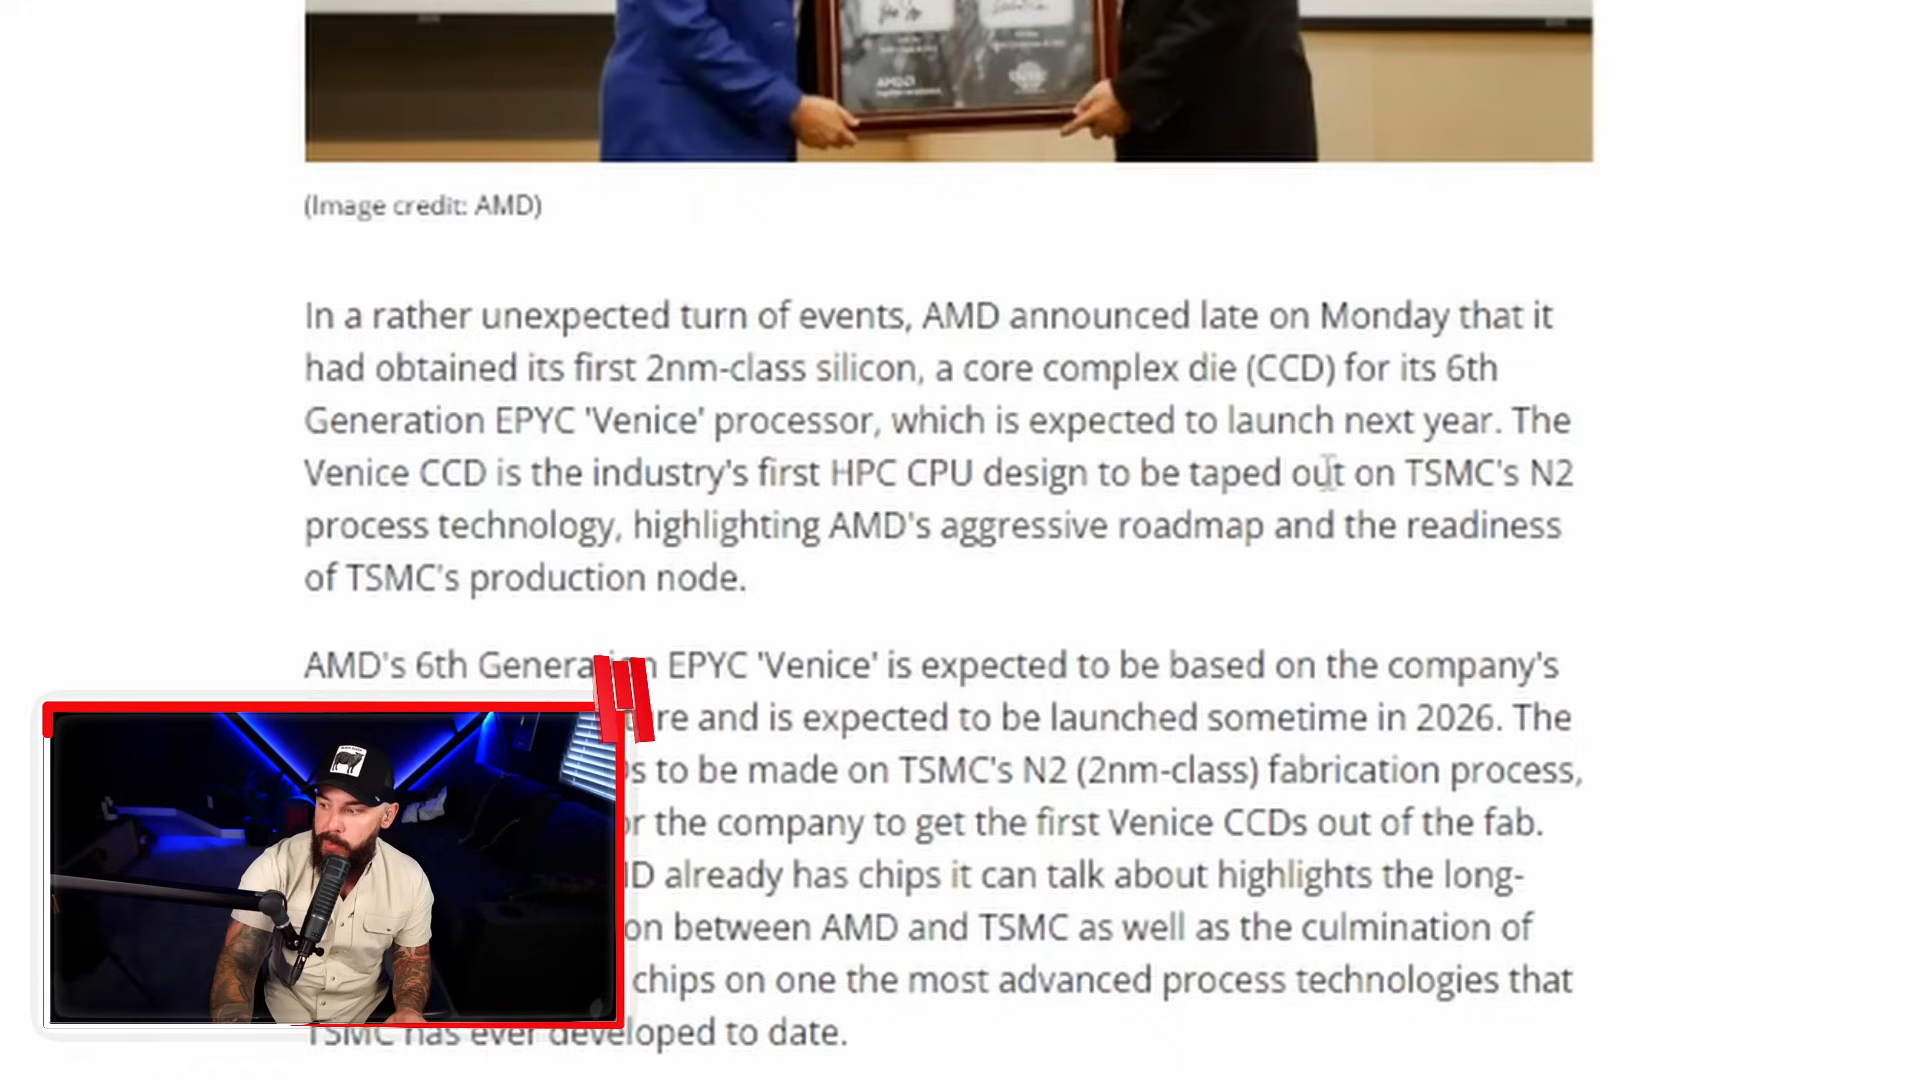 AMD
(Image credit: AMD)
In a rather unexpected turn of events, AMD announced late on Monday that it
had obtained its first 2nm-class silicon, a core complex die (CCD) for its 6th
Generation EPYC 'Venice' processor, which is expected to launch next year. The
Venice CCD is the industry's first HPC CPU design to be taped out on TSMC's N2
process technology, highlighting AMD's aggressive roadmap and the readiness
of TSMC's production node.
AMD's 6th Generation EPYC 'Venice' is expected to be based on the company's
re and is expected to be launched sometime in 2026. The
s to be made on TSMC's N2 (2nm-class) fabrication process,
r the company to get the first Venice CCDs out of the fab.
D already has chips it can talk about highlights the long-
on between AMD and TSMC as well as the culmination of
chips on one the most advanced process technologies that
TSMC has ever developed to date.